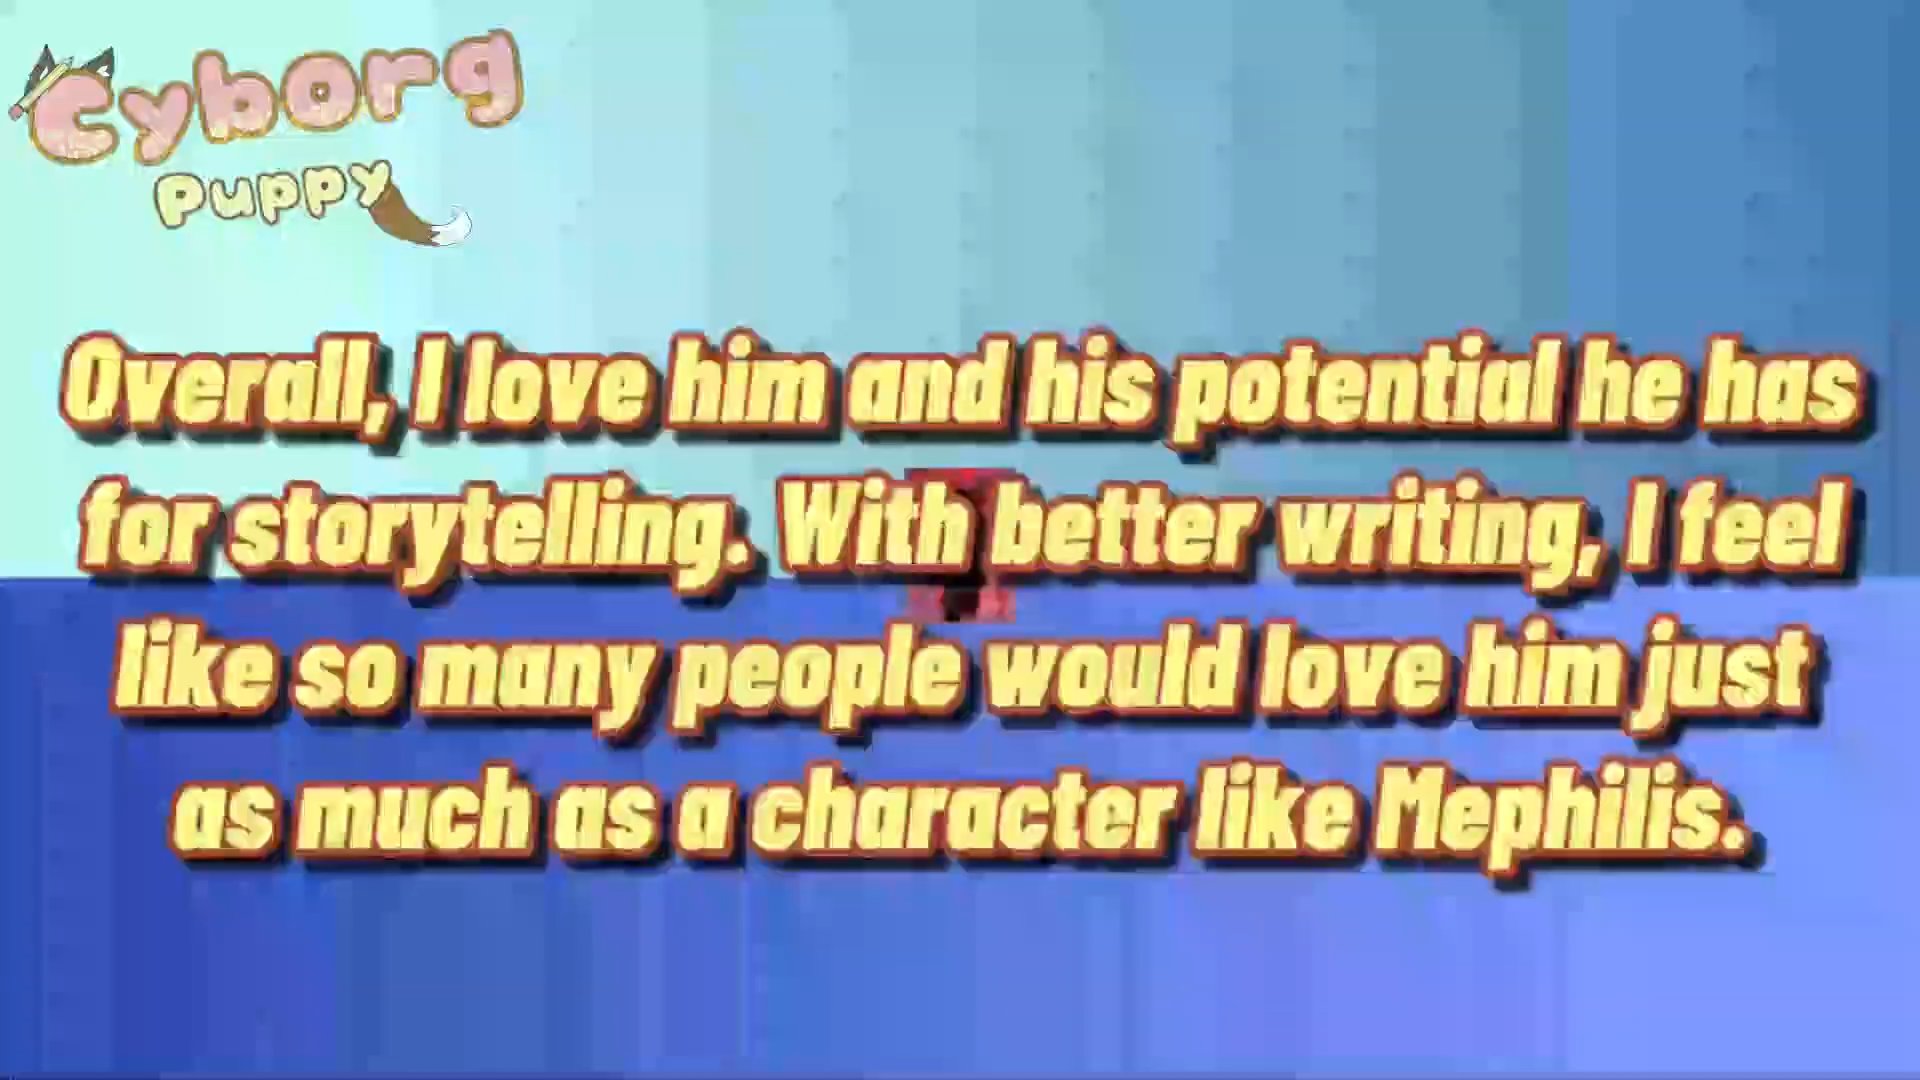 Cyborg
Puppy
Overall, I love him and his potential he has
for storytelling. With better writing, I feel
like so many people would love him just
as much as a character like Mephilis.